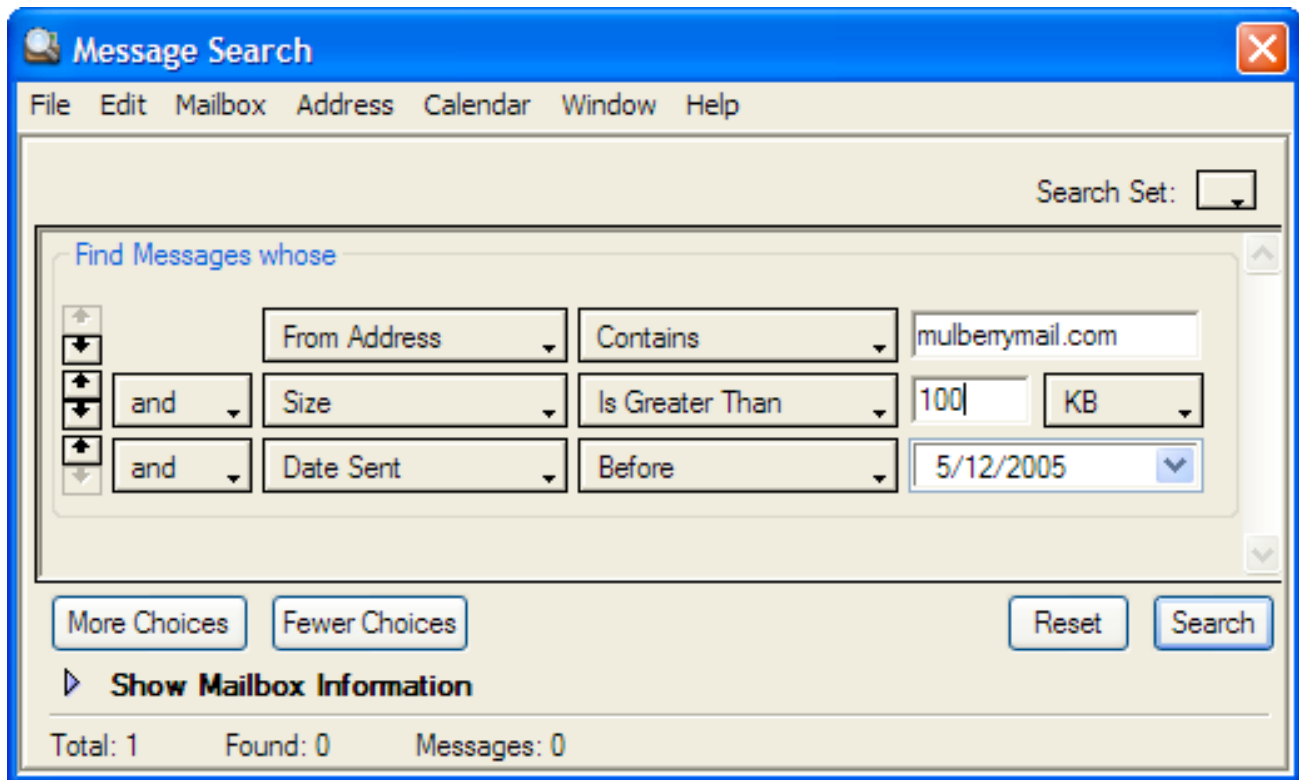 Message Search
File Edit Mailbox Address Calendar Window Help
Search Set:
Find Messages whose
From Address Contains mulberrymail.com
and Size Is Greater Than 100 KB
and Date Sent Before 5/12/2005
More Choices Fewer Choices Reset Search
Show Mailbox Information
Total: 1 Found: 0 Messages: 0